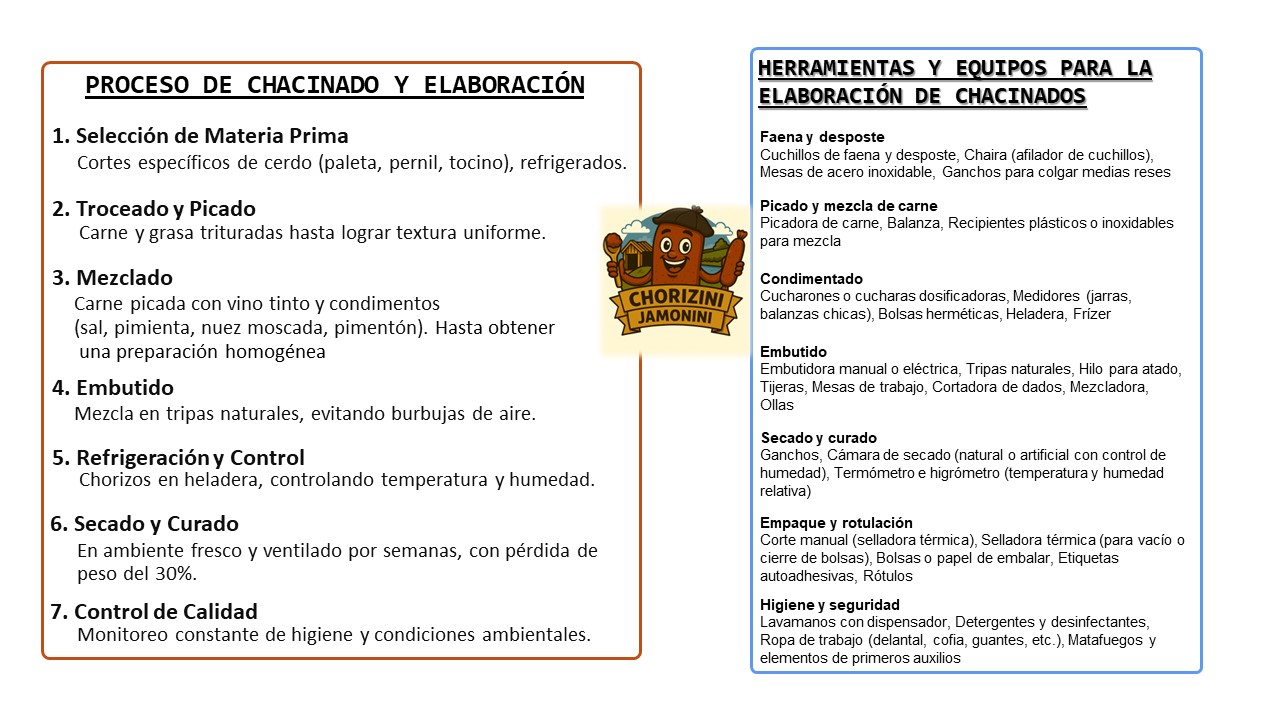 PROCESO DE CHACINADO Y ELABORACIÓN
1. Selección de Materia Prima
Cortes específicos de cerdo (paleta, pernil, tocino), refrigerados.
2. Troceado y Picado
Carne y grasa trituradas hasta lograr textura uniforme.
3. Mezclado
Carne picada con vino tinto y condimentos
(sal, pimienta, nuez moscada, pimentón). Hasta obtener
una preparación homogénea
4. Embutido
Mezcla en tripas naturales, evitando burbujas de aire.
5. Refrigeración y Control
Chorizos en heladera, controlando temperatura y humedad.
6. Secado y Curado
En ambiente fresco y ventilado por semanas, con pérdida de
peso del 30%.
7. Control de Calidad
Monitoreo constante de higiene y condiciones ambientales.
CHORIZINI
JAMONINI
HERRAMIENTAS Y EQUIPOS PARA LA
ELABORACIÓN DE CHACINADOS
Faena y desposte
Cuchillos de faena y desposte, Chaira (afilador de cuchillos),
Mesas de acero inoxidable, Ganchos para colgar medias reses
Picado y mezcla de carne
Picadora de carne, Balanza, Recipientes plásticos o inoxidables
para mezcla
Condimentado
Cucharones o cucharas dosificadoras, Medidores (jarras,
balanzas chicas), Bolsas herméticas, Heladera, Frízer
Embutido
Embutidora manual o eléctrica, Tripas naturales, Hilo para atado,
Tijeras, Mesas de trabajo, Cortadora de dados, Mezcladora,
Ollas
Secado y curado
Ganchos, Cámara de secado (natural o artificial con control de
humedad), Termómetro e higrómetro (temperatura y humedad
relativa)
Empaque y rotulación
Corte manual (selladora térmica), Selladora térmica (para vacío o
cierre de bolsas), Bolsas o papel de embalar, Etiquetas
autoadhesivas, Rótulos
Higiene y seguridad
Lavamanos con dispensador, Detergentes y desinfectantes,
Ropa de trabajo (delantal, cofia, guantes, etc.), Matafuegos y
elementos de primeros auxilios